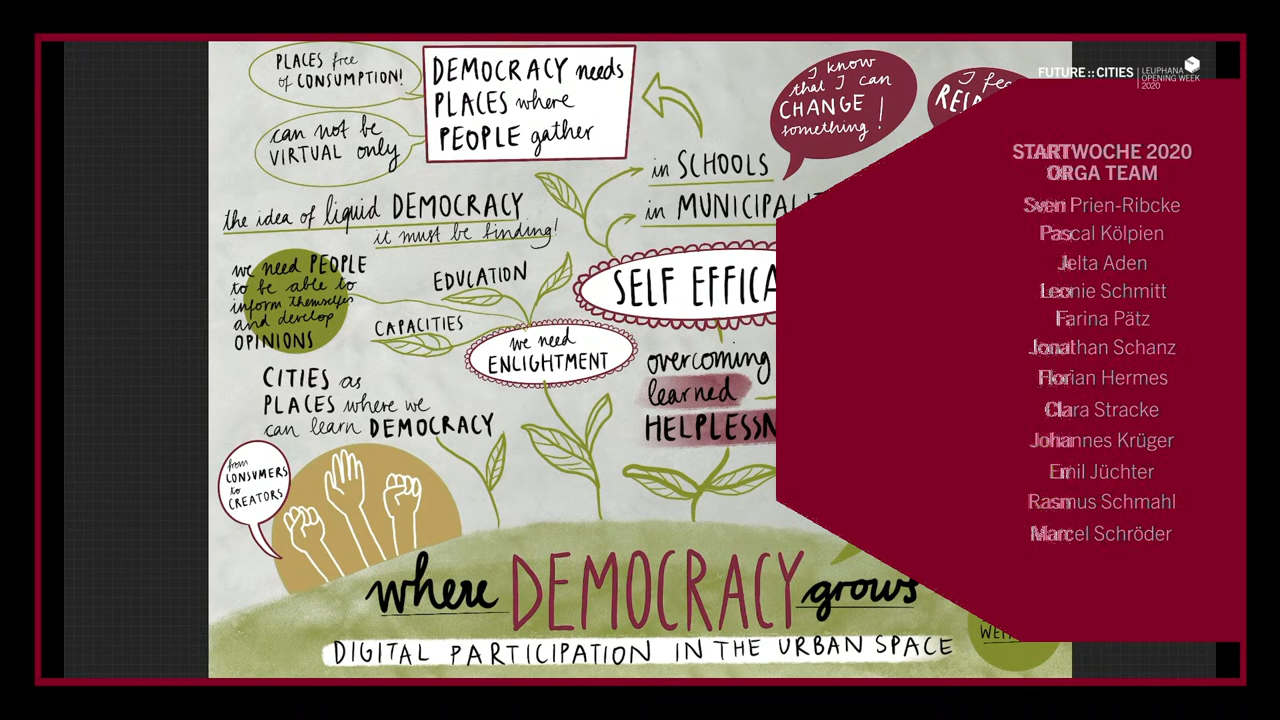 PLACES free
of CONSUMPTION!
can not be
VIRTUAL only
DEMOCRACY needs
PLACES where
PEOPLE gather
I know
that I can
CHANGE
something!
I
FUTURE :: CITIES
LEUPHANA
OPENING WEEK
2020
in SCHOOLS
in
the idea of liquid DEMOCRACY
it must be finding!
we need PEOPLE
to be able to
inform themselves
and develop
OPINIONS
EDUCATION
CAPACITIES
SELF
we need
ENLIGHTMENT
overcoming
learned
CITIES as
PLACES where we
can learn DEMOCRACY
from
CONSUMERS
to
CREATORS
where DEMOCRACY grows
DIGITAL PARTICIPATION IN THE URBAN SPACE
STARTWOCHE 2020
ORGA TEAM
Sven Prien-Ribcke
Pascal Kölpien
Jelta Aden
Leonie Schmitt
Farina Pätz
Jonathan Schanz
Florian Hermes
Clara Stracke
Johannes Krüger
Emil Jüchter
Rasmus Schmahl
Marcel Schröder